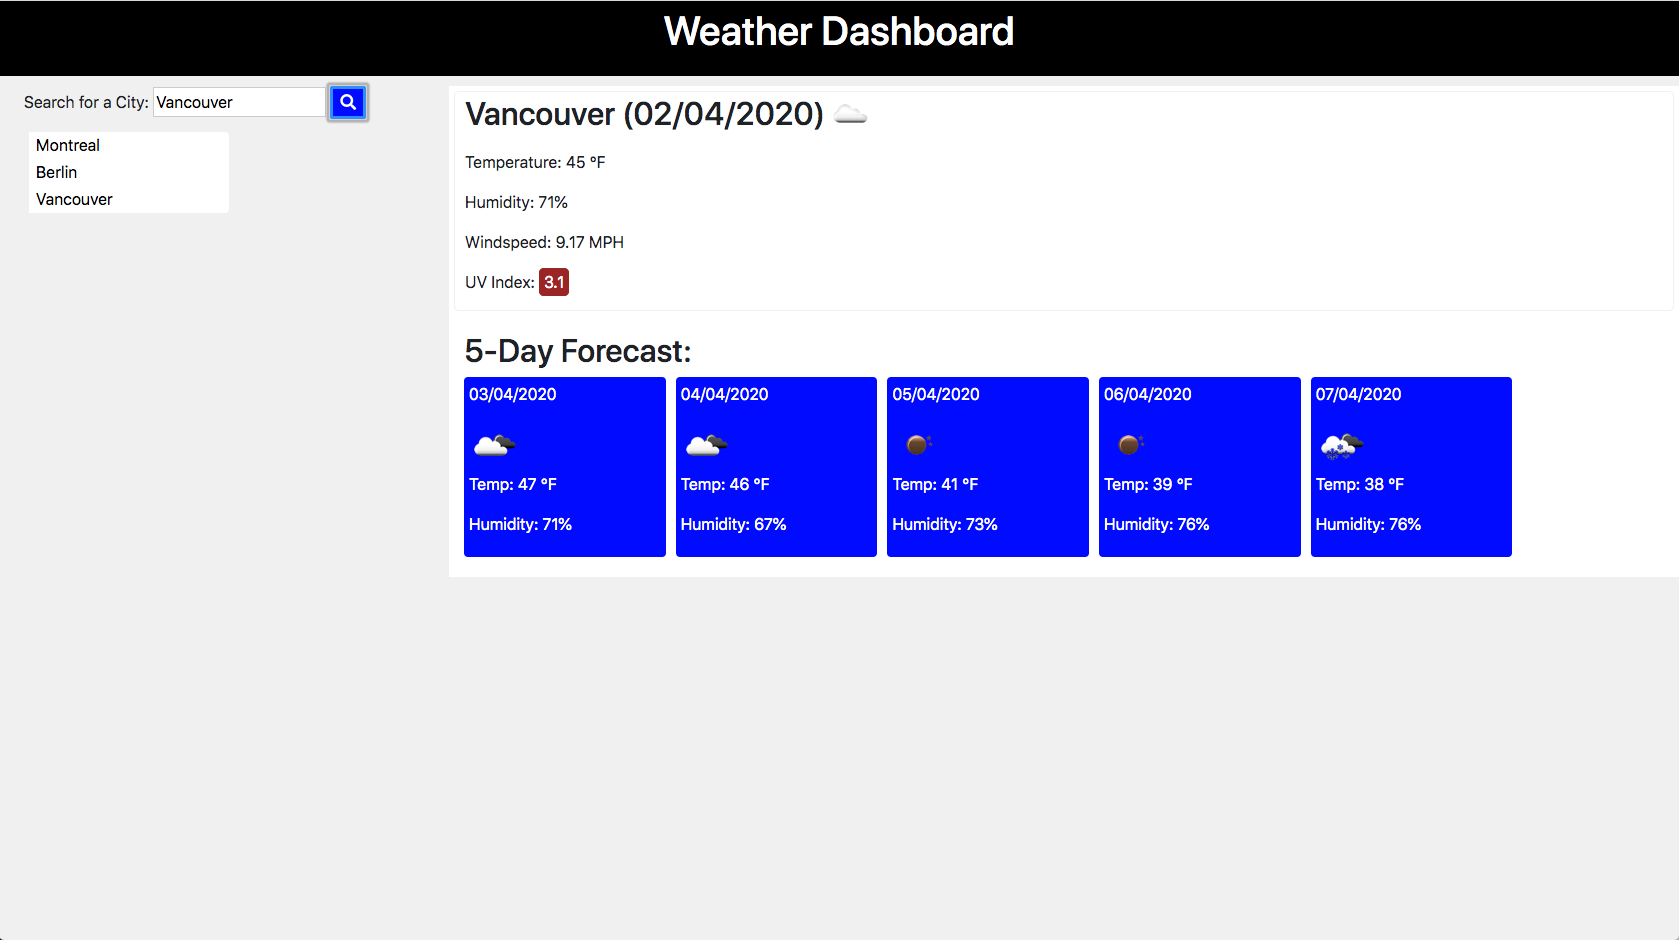 Weather Dashboard
Search for a City: Vancouver
Montreal
Berlin
Vancouver
Vancouver (02/04/2020)
Temperature: 45 °F
Humidity: 71%
Windspeed: 9.17 MPH
UV Index: 3.1
5-Day Forecast:
03/04/2020
Temp: 47 °F
Humidity: 71%
04/04/2020
Temp: 46 °F
Humidity: 67%
05/04/2020
Temp: 41 °F
Humidity: 73%
06/04/2020
Temp: 39 °F
Humidity: 76%
07/04/2020
Temp: 38 °F
Humidity: 76%